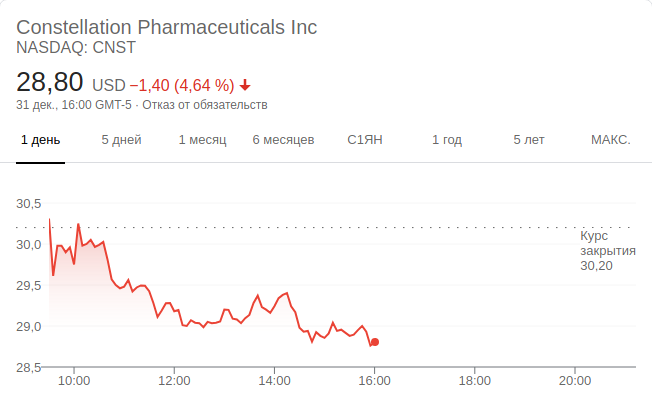 Constellation Pharmaceuticals Inc
NASDAQ: CNST
28,80 USD −1,40 (4,64 %)
31 дек., 16:00 GMT-5 · Отказ от обязательств
1 день 5 дней 1 месяц 6 месяцев С1ЯН 1 год 5 лет МАКС.
30,5
30,0
29,5
29,0
28,5
Курс
закрытия
30,20
10:00 12:00 14:00 16:00 18:00 20:00